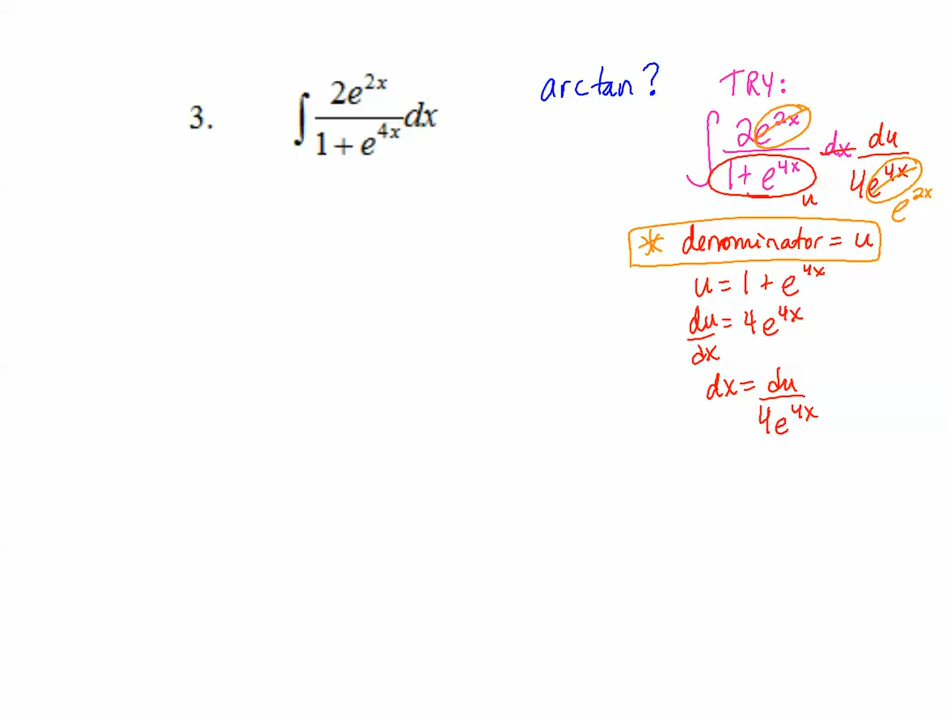 3. ∫ 2e^{2x} / (1 + e^{4x}) dx
arctan?
TRY:
∫ 2e^{2x} / (1 + e^{4x}) dx du / 4e^{4x}
u
e^{2x}
* denominator = u
u = 1 + e^{4x}
du/dx = 4e^{4x}
dx = du / 4e^{4x}